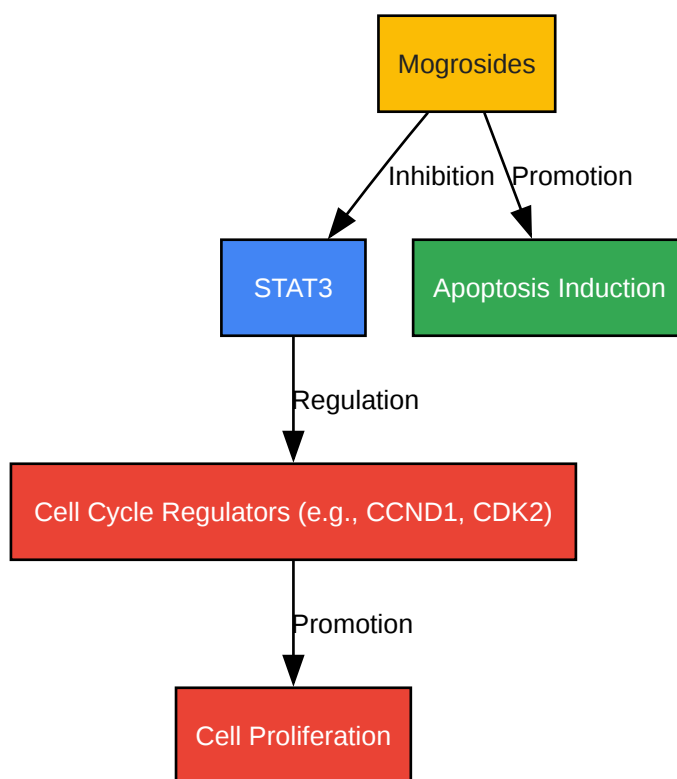 Mogrosides
Inhibition
Promotion
STAT3
Apoptosis Induction
Regulation
Cell Cycle Regulators (e.g., CCND1, CDK2)
Promotion
Cell Proliferation